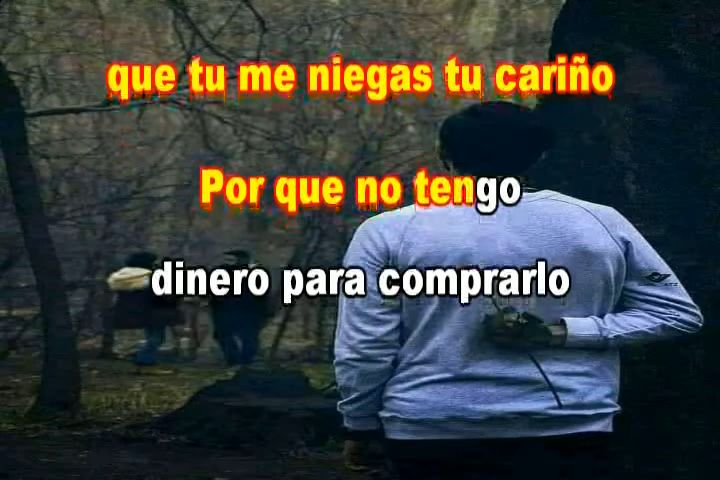 que tu me niegas tu cariño
Por que no tengo
dinero para comprarlo